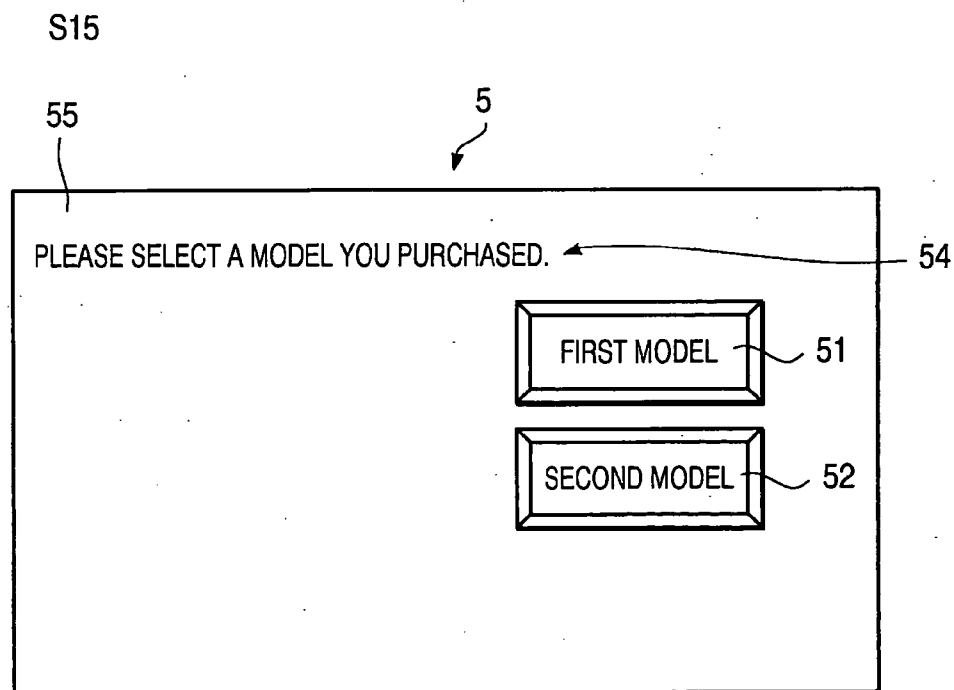 S15
55
5
PLEASE SELECT A MODEL YOU PURCHASED.
54
FIRST MODEL
51
SECOND MODEL
52